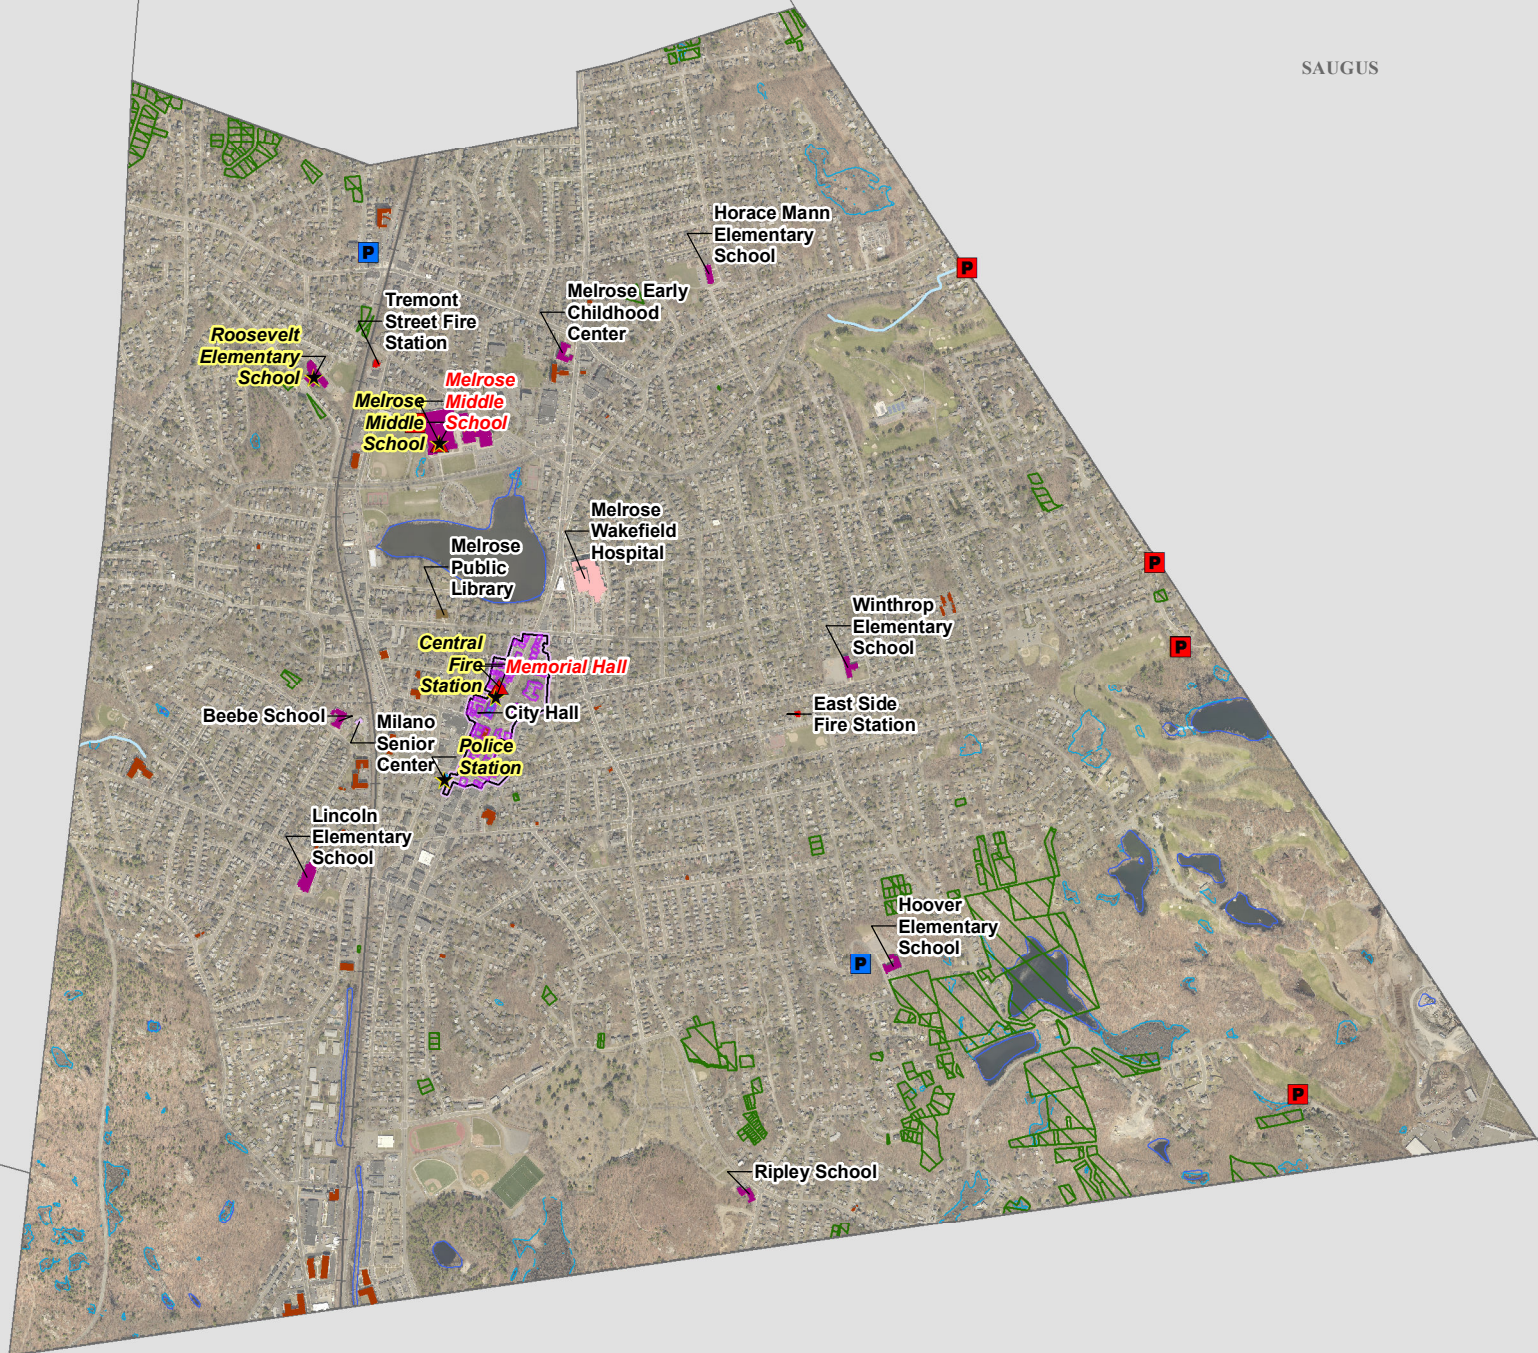 SAUGUS
Horace Mann
Elementary
School
P
P
Melrose Early
Childhood
Center
Tremont
Street Fire
Station
Roosevelt
Elementary
School
Melrose
Middle
School
Melrose
Middle
School
Melrose
Wakefield
Hospital
Melrose
Public
Library
P
Winthrop
Elementary
School
P
Central
Fire
Station
Memorial Hall
City Hall
East Side
Fire Station
Beebe School
Milano
Senior
Center
Police
Station
Lincoln
Elementary
School
Hoover
Elementary
School
P
P
Ripley School